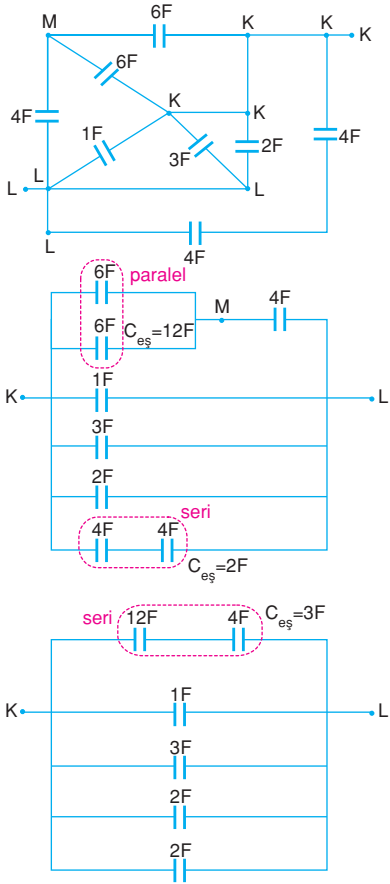 6F
M K K K
6F
4F K K
1F 3F 2F 4F
L L L
L
4F
6F paralel
M 4F
6F Ceş=12F
1F
K L
3F
2F
seri
4F 4F
Ceş=2F
seri 12F 4F Ceş=3F
1F
K L
3F
2F
2F